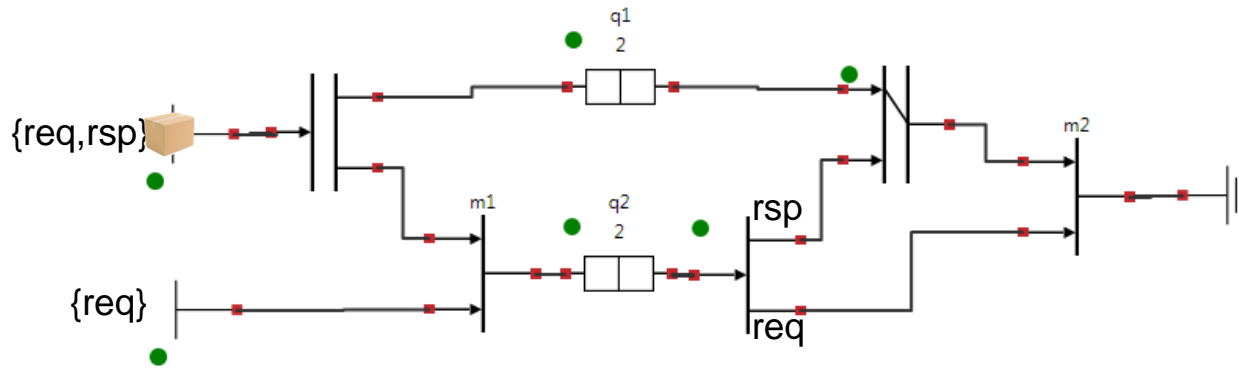 q1
2
{req,rsp}
m2
m1
q2
2
rsp
{req}
req